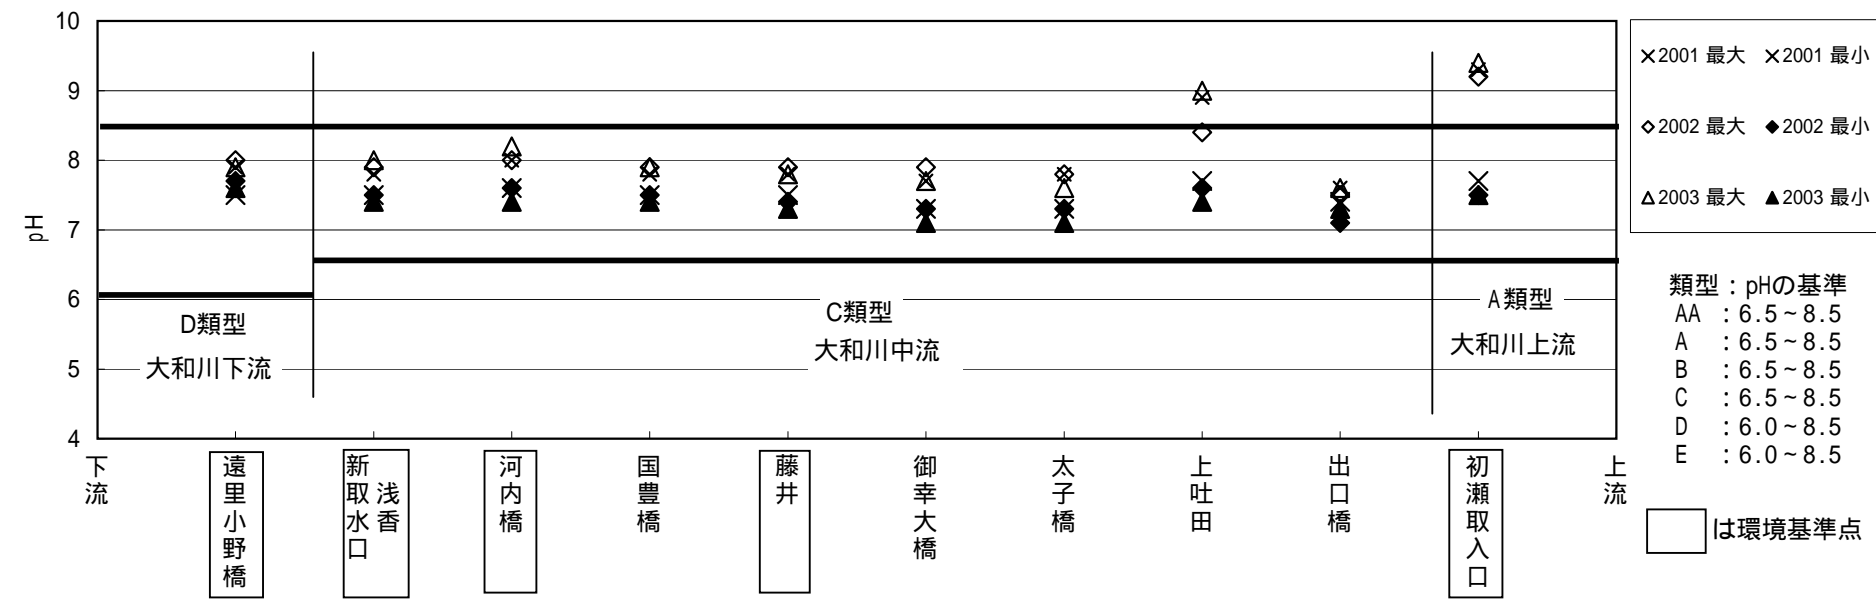 10
9
8
7
6
5
4
pH
D類型
大和川下流
C類型
大和川中流
A類型
大和川上流
下流
遠里小野橋
新取水口
浅香
河内橋
国豊橋
藤井
御幸大橋
太子橋
上吐田
出口橋
初瀬取入口
上流
×2001 最大 ×2001 最小
◇2002 最大 ◆2002 最小
△2003 最大 ▲2003 最小
類型：pHの基準
AA ：6.5～8.5
A ：6.5～8.5
B ：6.5～8.5
C ：6.5～8.5
D ：6.0～8.5
E ：6.0～8.5
は環境基準点